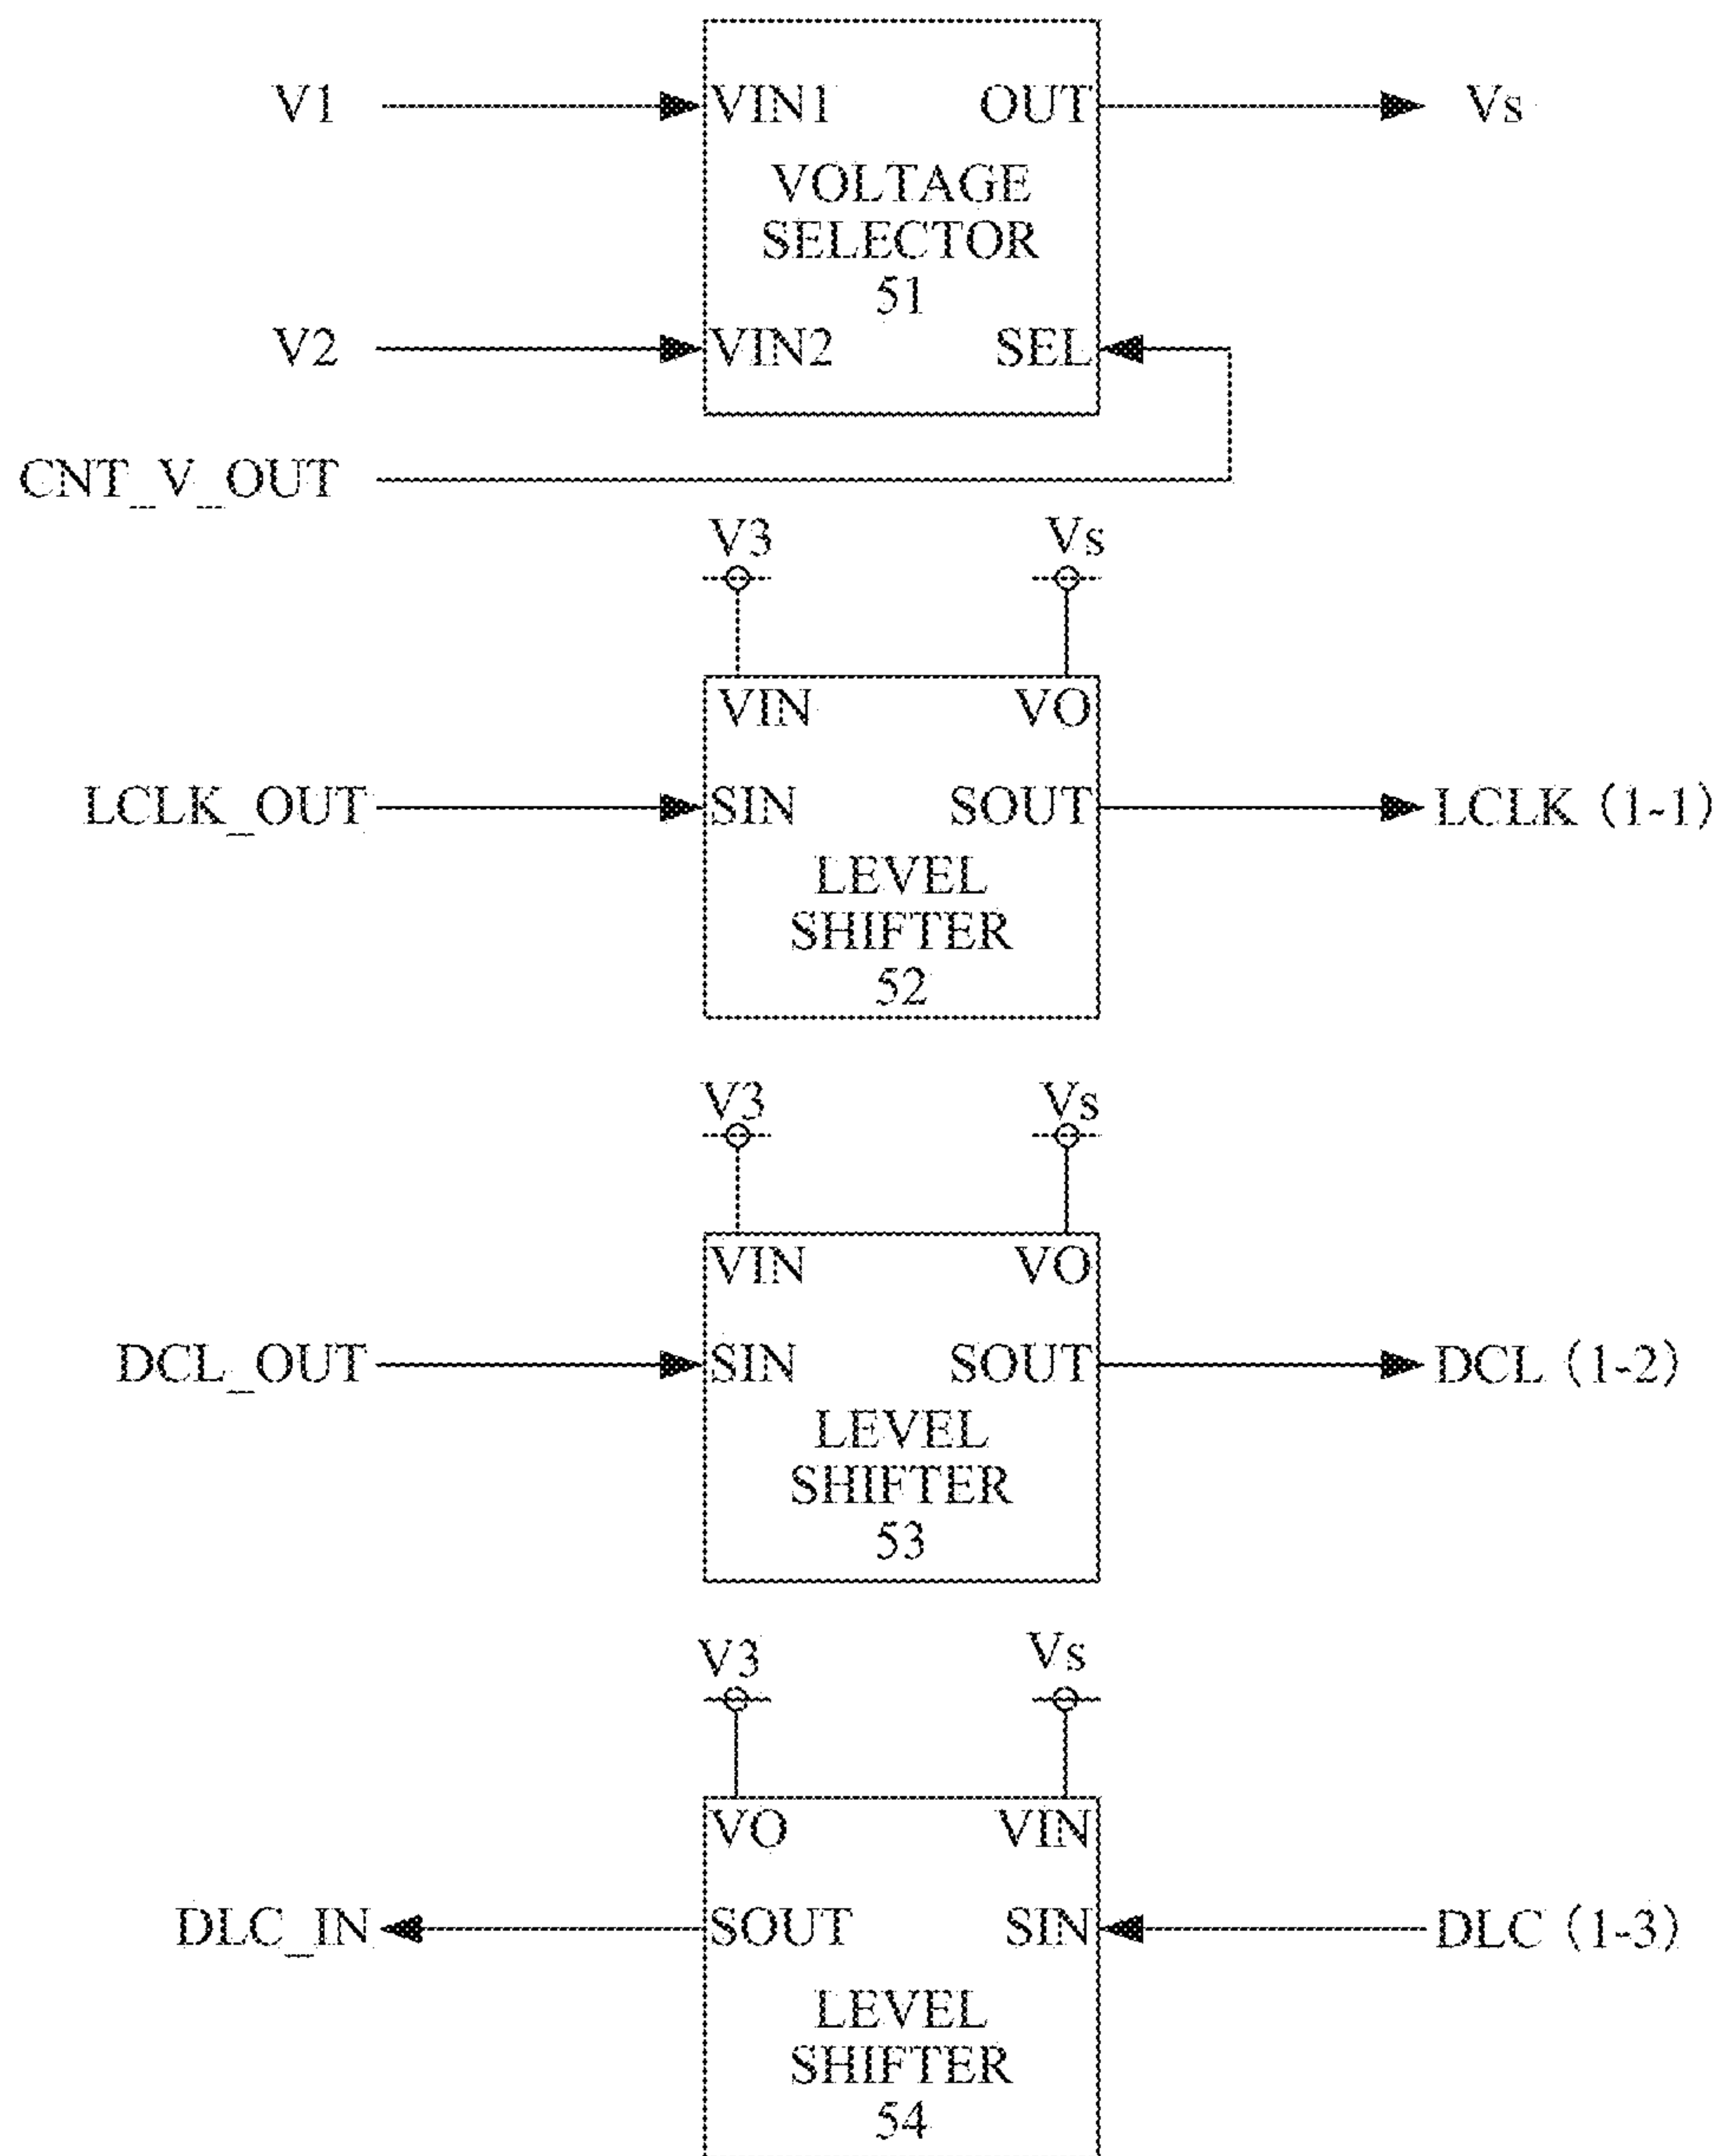 V1 VIN1 OUT Vs
VOLTAGE
SELECTOR
51
V2 VIN2 SEL
CNT_V_OUT
V3 Vs
VIN VO
LCLK_OUT SIN SOUT LCLK (1-1)
LEVEL
SHIFTER
52
V3 Vs
VIN VO
DCL_OUT SIN SOUT DCL (1-2)
LEVEL
SHIFTER
53
V3 Vs
VO VIN
DLC_IN SOUT SIN DLC (1-3)
LEVEL
SHIFTER
54